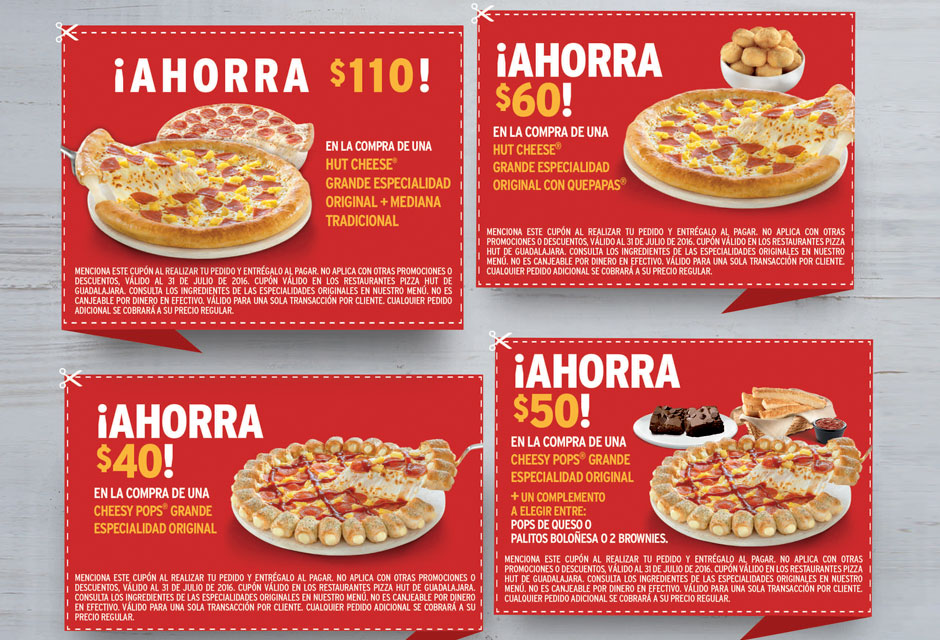 ¡AHORRA $110!
EN LA COMPRA DE UNA
HUT CHEESE®
GRANDE ESPECIALIDAD
ORIGINAL + MEDIANA
TRADICIONAL
MENCIONA ESTE CUPÓN AL REALIZAR TU PEDIDO Y ENTRÉGALO AL PAGAR. NO APLICA CON OTRAS PROMOCIONES O
DESCUENTOS, VÁLIDO AL 31 DE JULIO DE 2016. CUPÓN VÁLIDO EN LOS RESTAURANTES PIZZA HUT DE
GUADALAJARA. CONSULTA LOS INGREDIENTES DE LAS ESPECIALIDADES ORIGINALES EN NUESTRO MENÚ. NO ES
CANJEABLE POR DINERO EN EFECTIVO. VÁLIDO PARA UNA SOLA TRANSACCIÓN POR CLIENTE. CUALQUIER PEDIDO
ADICIONAL SE COBRARÁ A SU PRECIO REGULAR.
¡AHORRA
$60!
EN LA COMPRA DE UNA
HUT CHEESE®
GRANDE ESPECIALIDAD
ORIGINAL CON QUEPAPAS®
MENCIONA ESTE CUPÓN AL REALIZAR TU PEDIDO Y ENTRÉGALO AL PAGAR. NO APLICA CON OTRAS
PROMOCIONES O DESCUENTOS, VÁLIDO AL 31 DE JULIO DE 2016. CUPÓN VÁLIDO EN LOS RESTAURANTES PIZZA
HUT DE GUADALAJARA. CONSULTA LOS INGREDIENTES DE LAS ESPECIALIDADES ORIGINALES EN NUESTRO
MENÚ. NO ES CANJEABLE POR DINERO EN EFECTIVO. VÁLIDO PARA UNA SOLA TRANSACCIÓN POR CLIENTE.
CUALQUIER PEDIDO ADICIONAL SE COBRARÁ A SU PRECIO REGULAR.
¡AHORRA
$40!
EN LA COMPRA DE UNA
CHEESY POPS® GRANDE
ESPECIALIDAD ORIGINAL
MENCIONA ESTE CUPÓN AL REALIZAR TU PEDIDO Y ENTRÉGALO AL PAGAR. NO APLICA CON OTRAS PROMOCIONES O
DESCUENTOS, VÁLIDO AL 31 DE JULIO DE 2016. CUPÓN VÁLIDO EN LOS RESTAURANTES PIZZA HUT DE GUADALAJARA.
CONSULTA LOS INGREDIENTES DE LAS ESPECIALIDADES ORIGINALES EN NUESTRO MENÚ. NO ES CANJEABLE POR DINERO
EN EFECTIVO. VÁLIDO PARA UNA SOLA TRANSACCIÓN POR CLIENTE. CUALQUIER PEDIDO ADICIONAL SE COBRARÁ A SU
PRECIO REGULAR.
¡AHORRA
$50!
EN LA COMPRA DE UNA
CHEESY POPS® GRANDE
ESPECIALIDAD ORIGINAL
+ UN COMPLEMENTO
A ELEGIR ENTRE:
POPS DE QUESO O
PALITOS BOLOÑESA O 2 BROWNIES.
MENCIONA ESTE CUPÓN AL REALIZAR TU PEDIDO Y ENTRÉGALO AL PAGAR. NO APLICA CON OTRAS
PROMOCIONES O DESCUENTOS, VÁLIDO AL 31 DE JULIO DE 2016. CUPÓN VÁLIDO EN LOS RESTAURANTES PIZZA
HUT DE GUADALAJARA. CONSULTA LOS INGREDIENTES DE LAS ESPECIALIDADES ORIGINALES EN NUESTRO
MENÚ. NO ES CANJEABLE POR DINERO EN EFECTIVO. VÁLIDO PARA UNA SOLA TRANSACCIÓN POR CLIENTE.
CUALQUIER PEDIDO ADICIONAL SE COBRARÁ A SU PRECIO REGULAR.